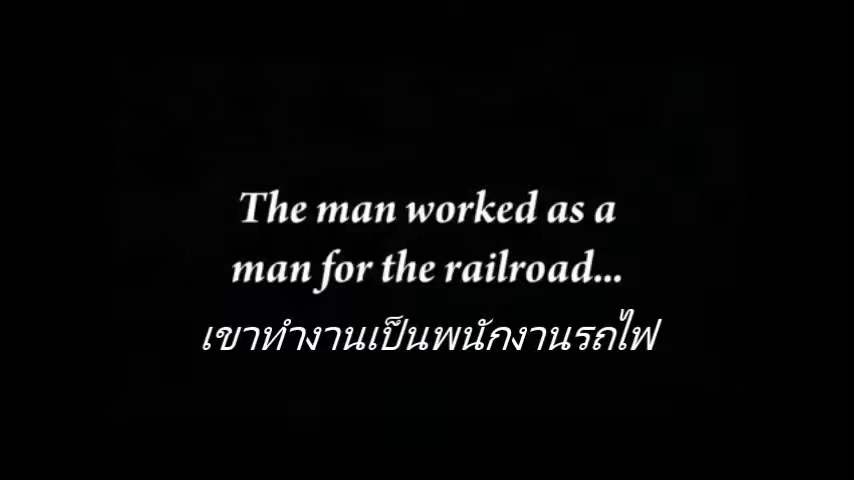 The man worked as a
man for the railroad...
เขาทำงานเป็นพนักงานรถไฟ